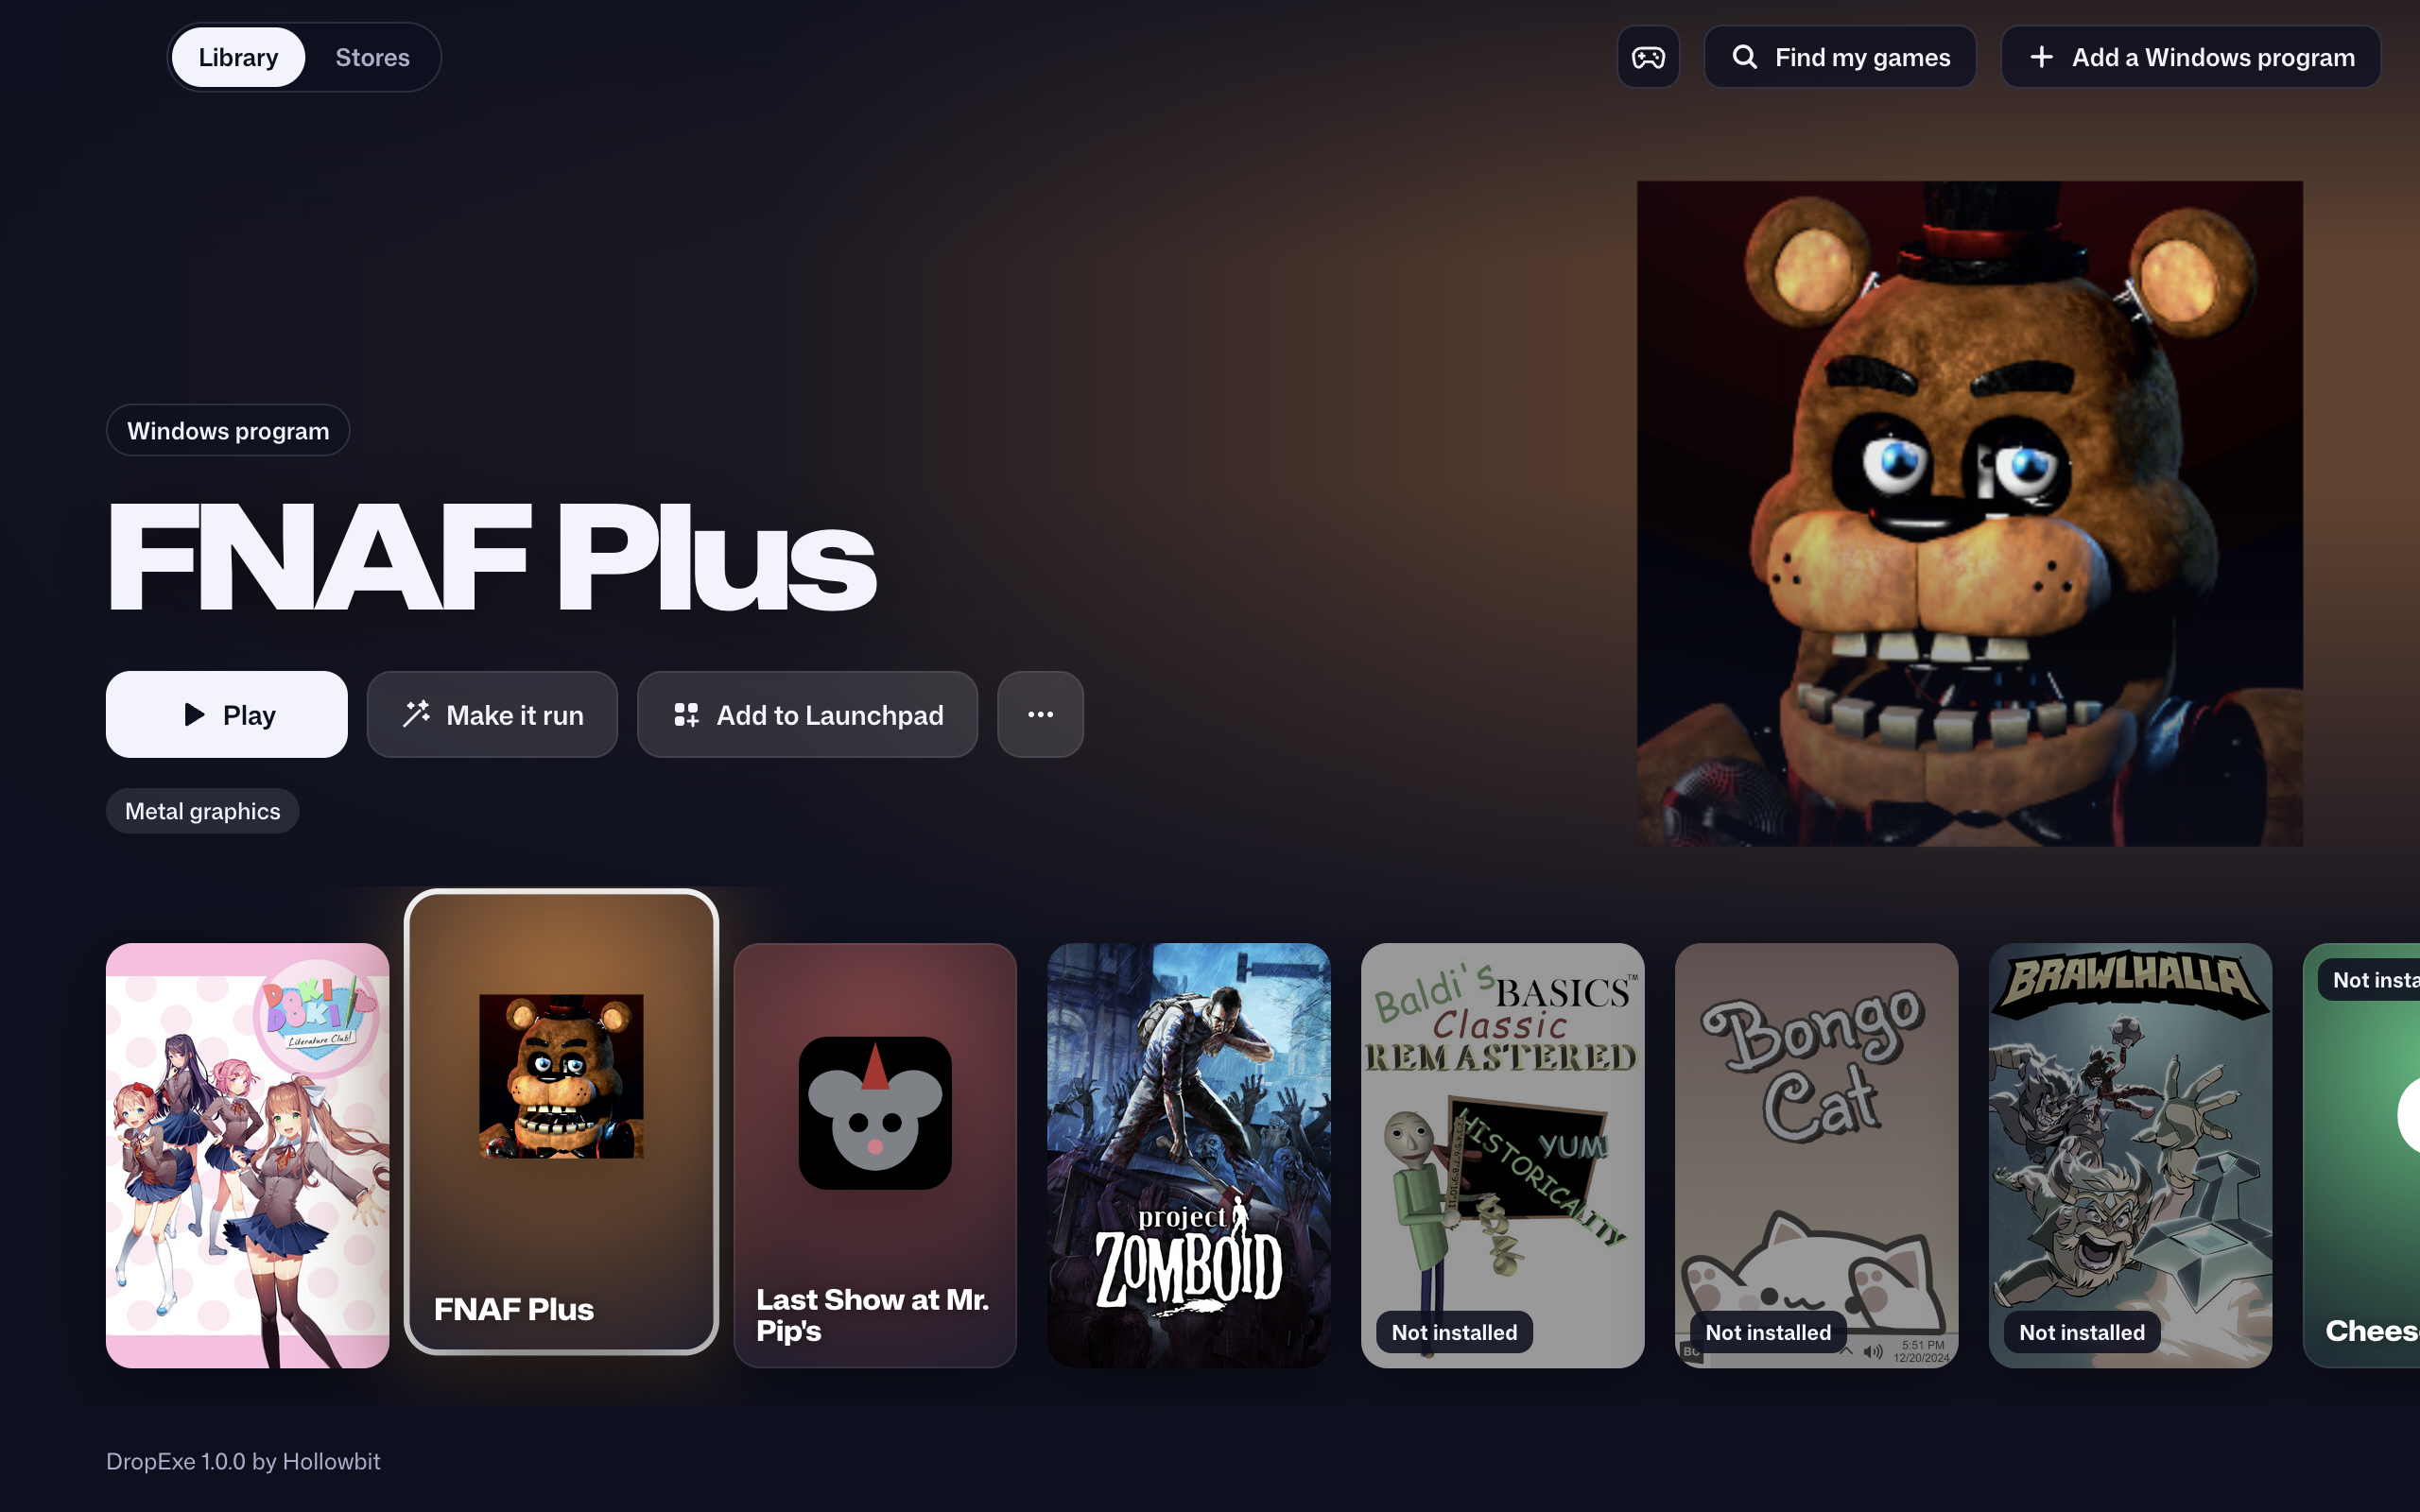 Library
Stores
Find my games
Add a Windows program
Windows program
FNAF Plus
Play
Make it run
Add to Launchpad
Metal graphics
DOKI
DOKI
Literature Club!
FNAF Plus
Last Show at Mr.
Pip's
project
ZOMBOID
Baldi's
BASICS™
Classic
REMASTERED
HISTORICALITY
YUM!
Not installed
Bongo
Cat
Not installed
BC
5:51 PM
12/20/2024
BRAWLHALLA
Not installed
Not insta
Chees
DropExe 1.0.0 by Hollowbit